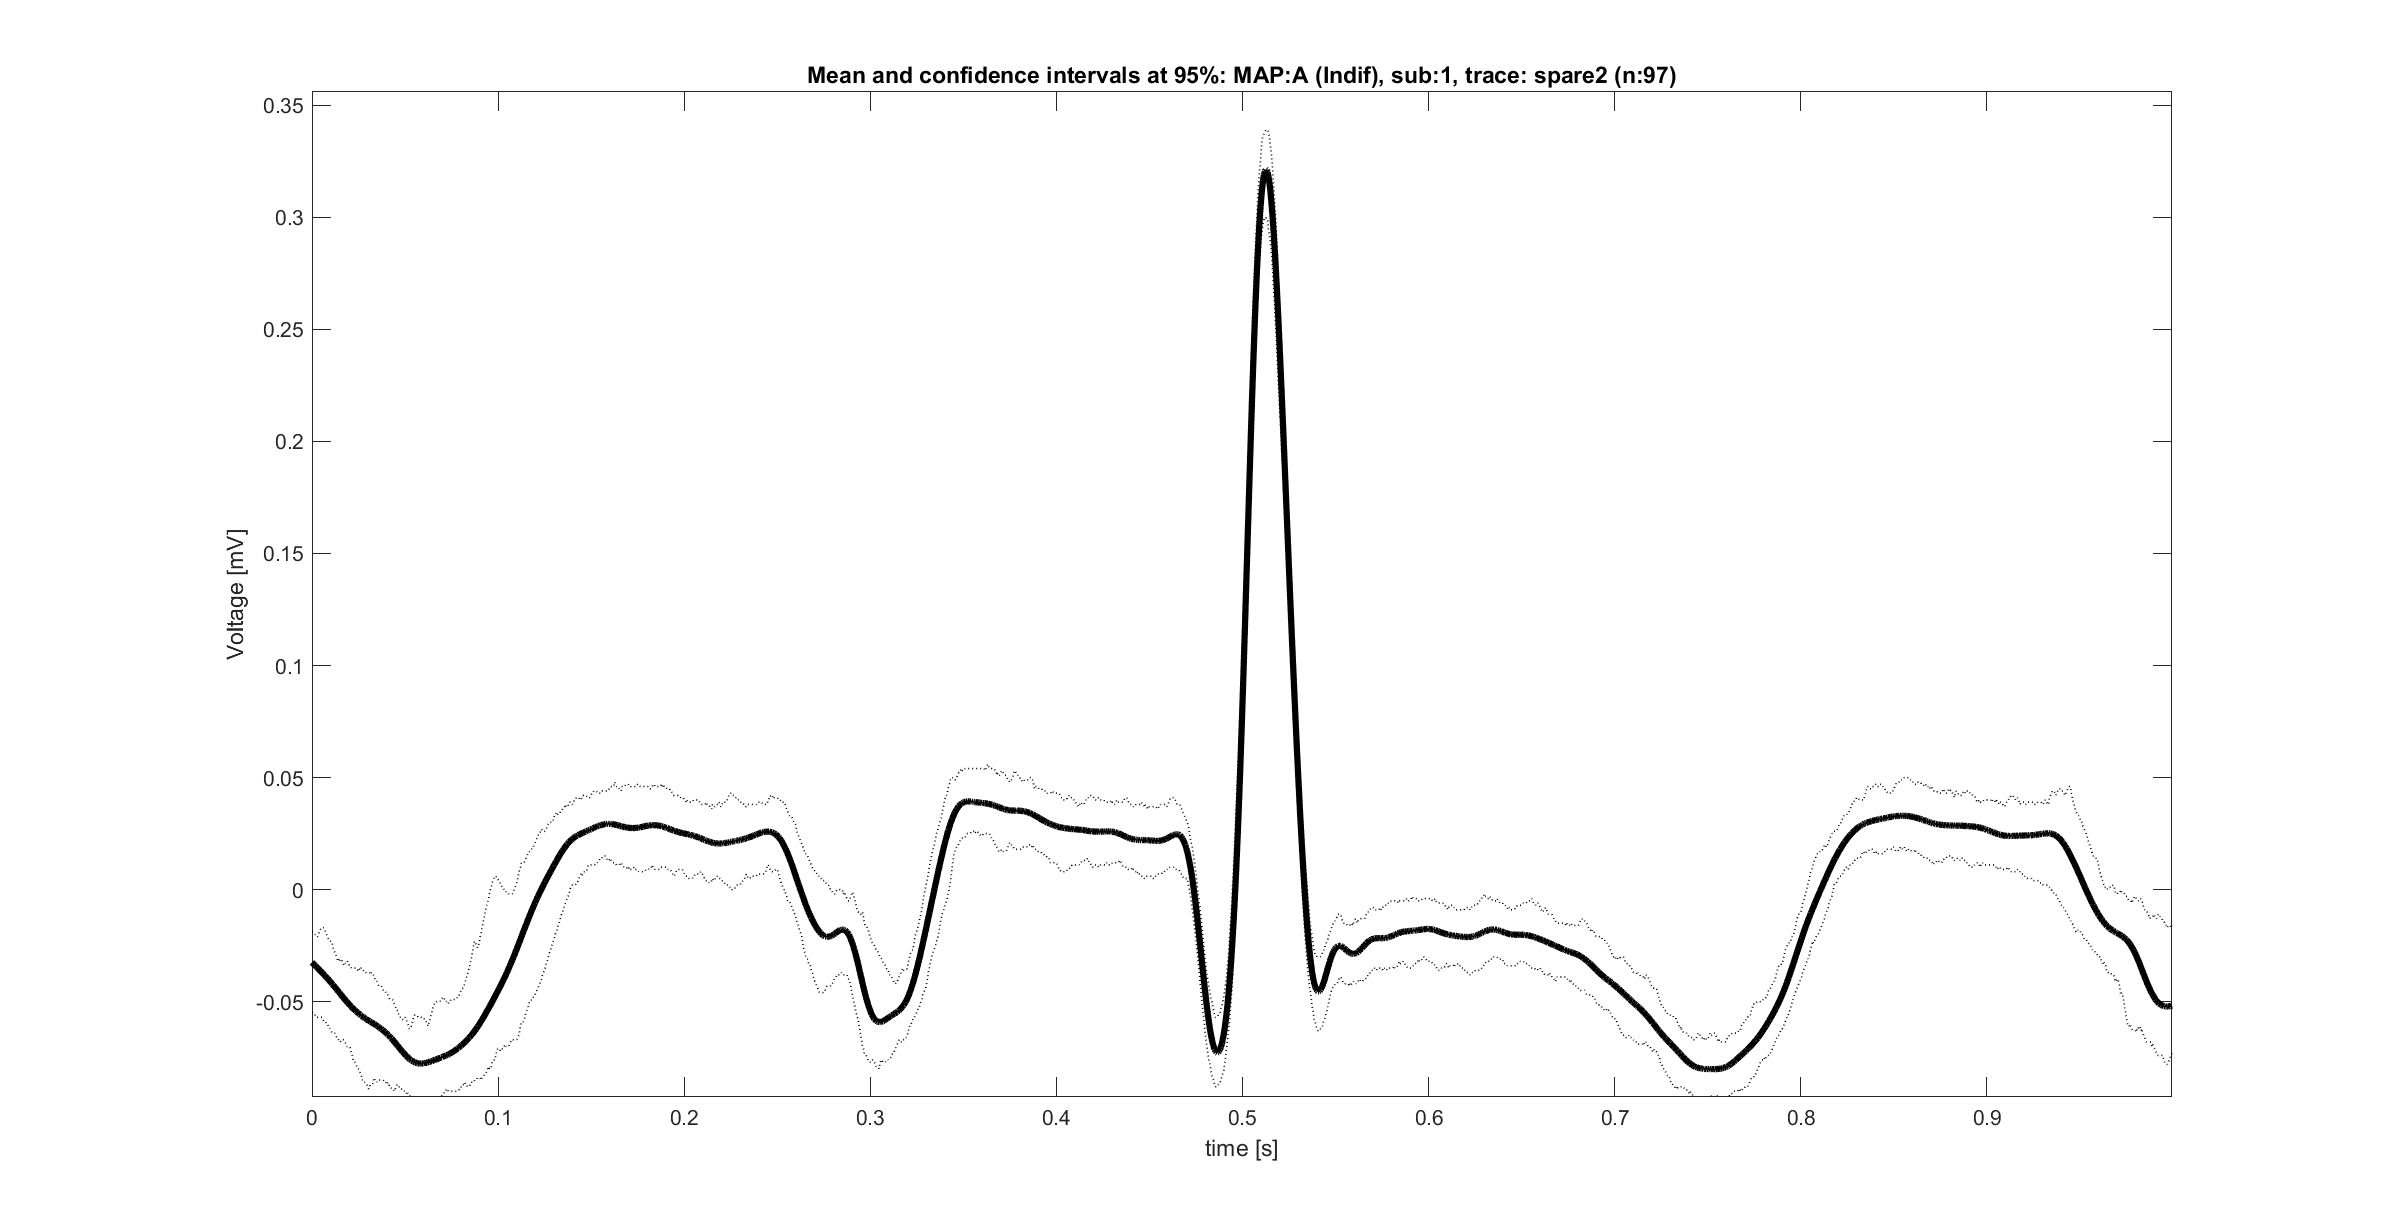 Mean and confidence intervals at 95%: MAP:A (Indif), sub:1, trace: spare2 (n:97)
0.35
0.3
0.25
0.2
0.15
0.1
0.05
0
-0.05
Voltage [mV]
0 0.1 0.2 0.3 0.4 0.5 0.6 0.7 0.8 0.9
time [s]